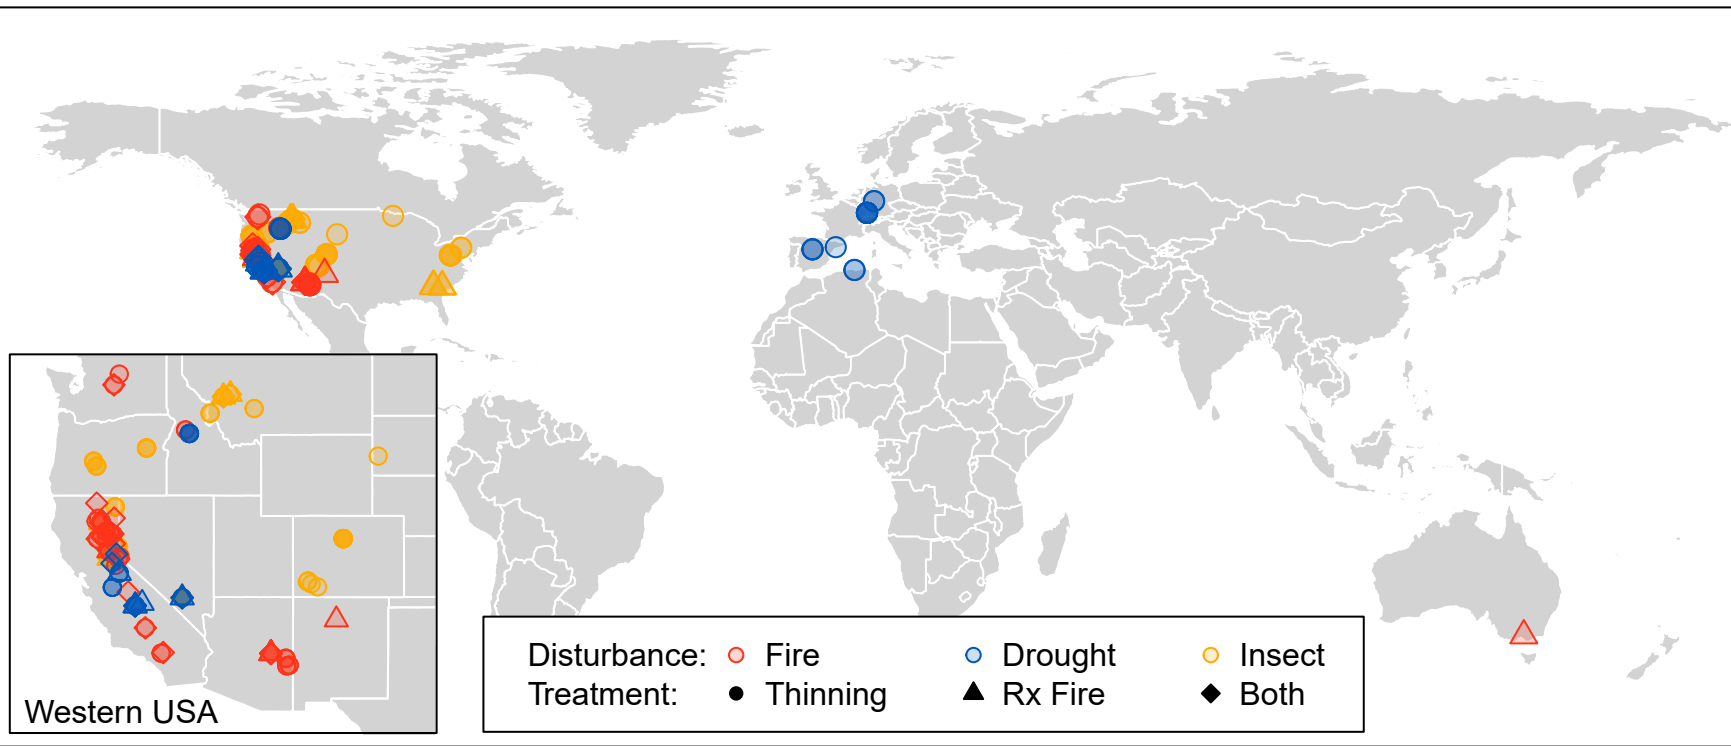 Western USA
Disturbance: Fire Drought Insect
Treatment: Thinning Rx Fire Both